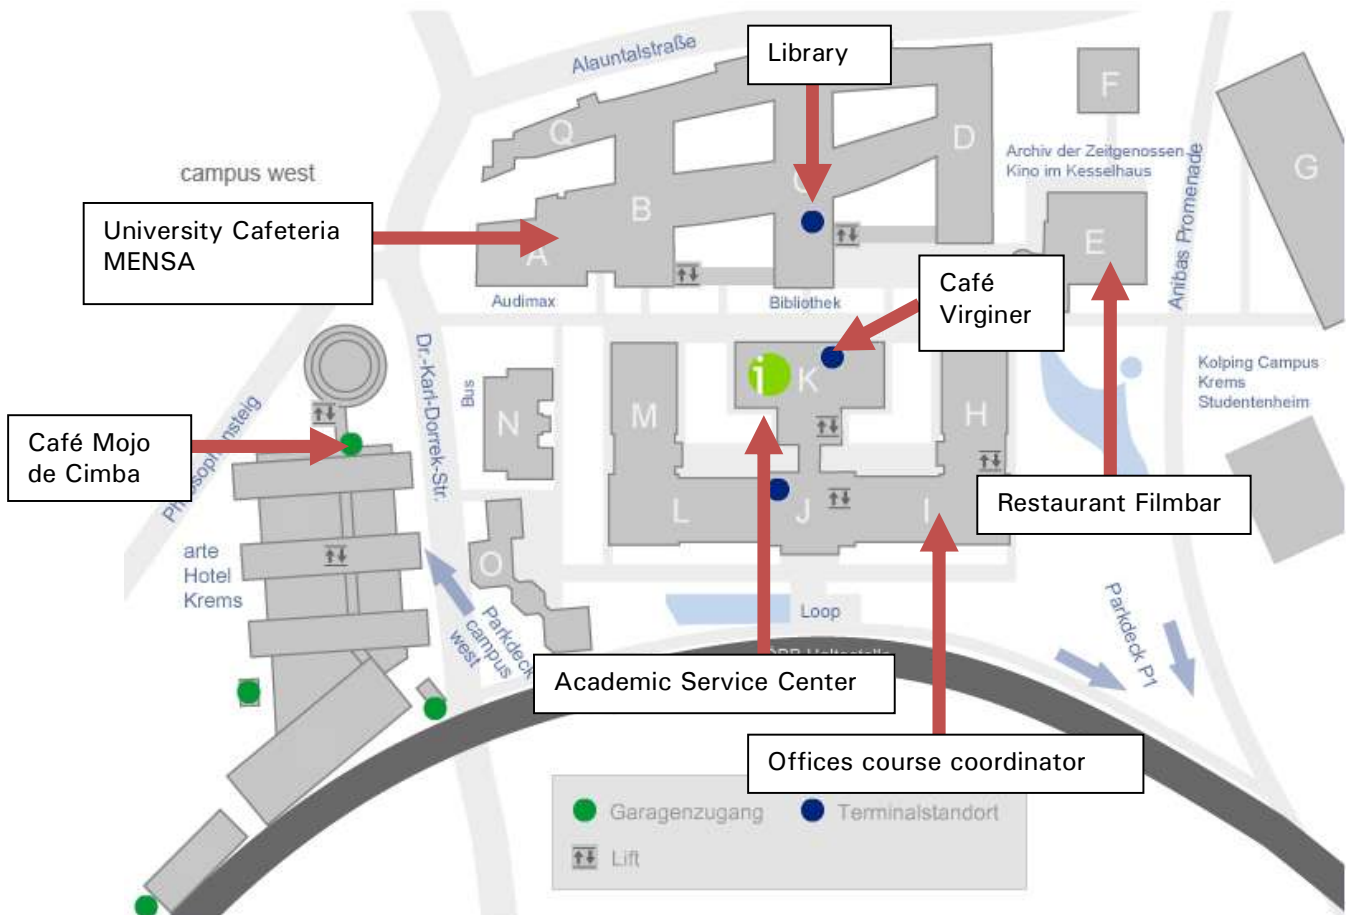 Alauntalstraße
Library
F
Q
D
G
Archiv der Zeitgenossen
Kino im Kesselhaus
campus west
University Cafeteria
MENSA
B
A
E
Anibas Promenade
Audimax
Bibliothek
Café
Virginer
Dr.-Karl-Dorrek-Str.
Bus
i
K
Kolping Campus
Krems
Studentenheim
N
M
H
Café Mojo
de Cimba
Restaurant Filmbar
L
J
I
arte
Hotel
Krems
O
Parkdeck
campus
west
Loop
Parkdeck P1
Academic Service Center
Offices course coordinator
Garagenzugang
Terminalstandort
Lift